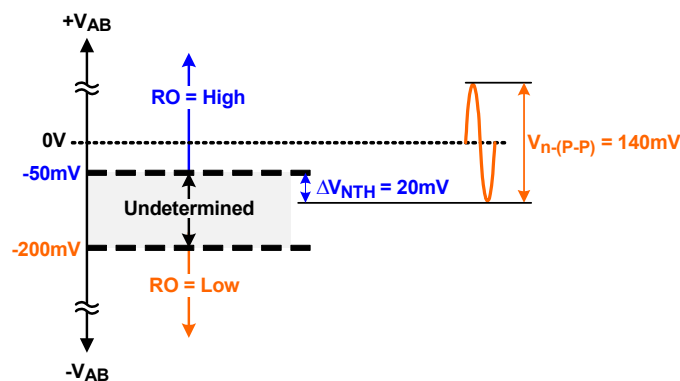 +VAB
RO = High
0V
Vn-(P-P) = 140mV
-50mV
ΔVNTH = 20mV
Undetermined
-200mV
RO = Low
-VAB